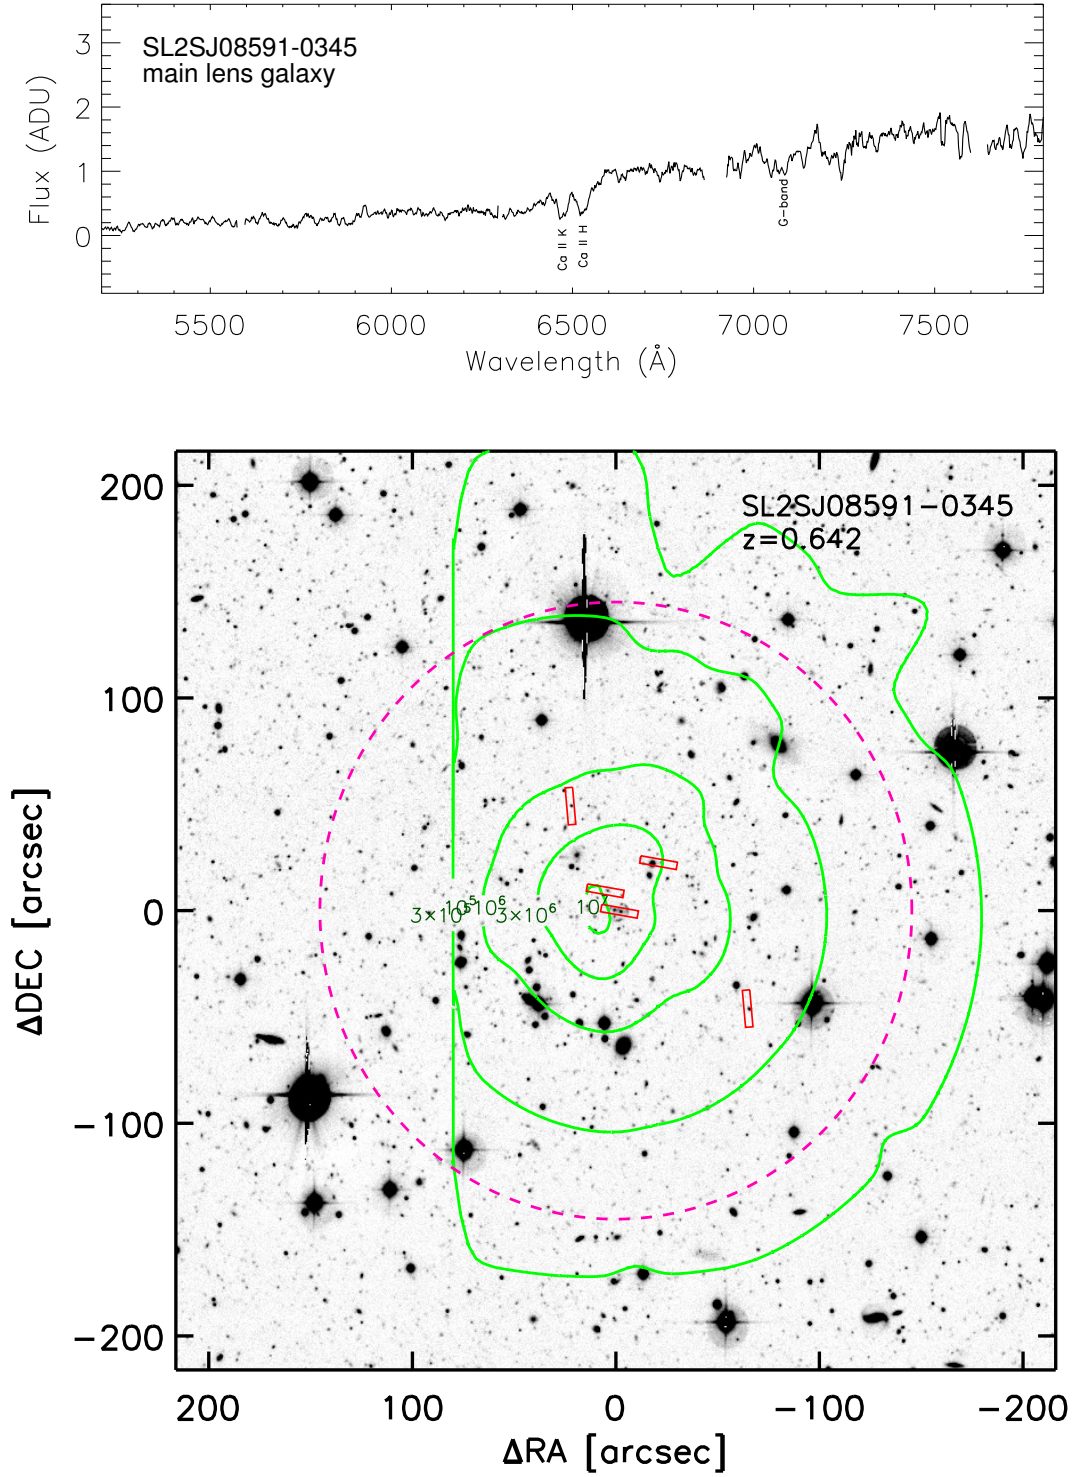 SL2SJ08591-0345
main lens galaxy
Flux (ADU)
3
2
1
0
Ca II K
Ca II H
G-band
5500 6000 6500 7000 7500
Wavelength (Å)
SL2SJ08591-0345
z=0.642
ΔDEC [arcsec]
200
100
0
-100
-200
3×10⁵ 10⁶ 3×10⁶
200 100 0 -100 -200
ΔRA [arcsec]